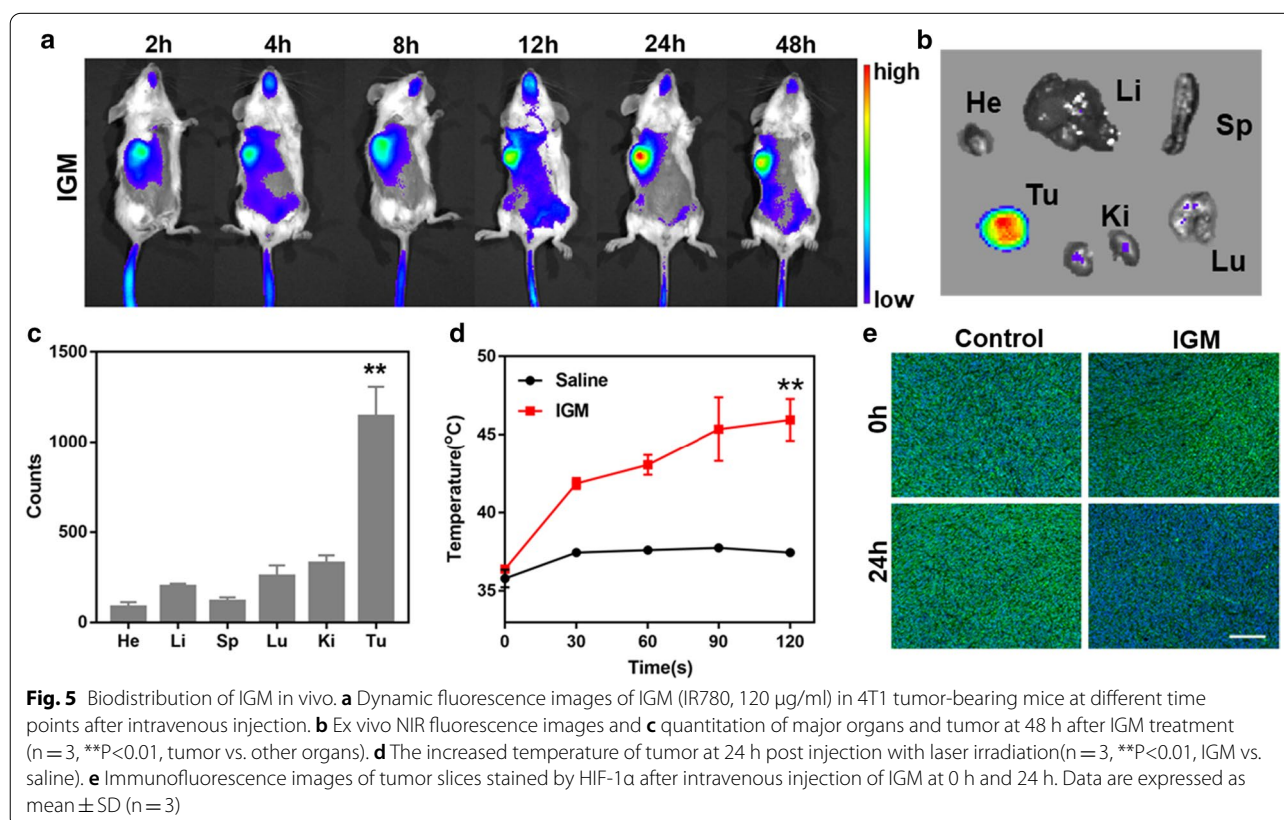 a
2h 4h 8h 12h 24h 48h
IGM
high
low
b
He Li Sp
Tu Ki Lu
c
Counts
1500
1000
500
0
He Li Sp Lu Ki Tu
**
d
Temperature(°C)
50
45
40
35
Saline
IGM
**
0 30 60 90 120
Time(s)
e
Control IGM
0h
24h
Fig. 5 Biodistribution of IGM in vivo. a Dynamic fluorescence images of IGM (IR780, 120 μg/ml) in 4T1 tumor-bearing mice at different time
points after intravenous injection. b Ex vivo NIR fluorescence images and c quantitation of major organs and tumor at 48 h after IGM treatment
(n = 3, **P<0.01, tumor vs. other organs). d The increased temperature of tumor at 24 h post injection with laser irradiation(n = 3, **P<0.01, IGM vs.
saline). e Immunofluorescence images of tumor slices stained by HIF-1α after intravenous injection of IGM at 0 h and 24 h. Data are expressed as
mean ± SD (n = 3)